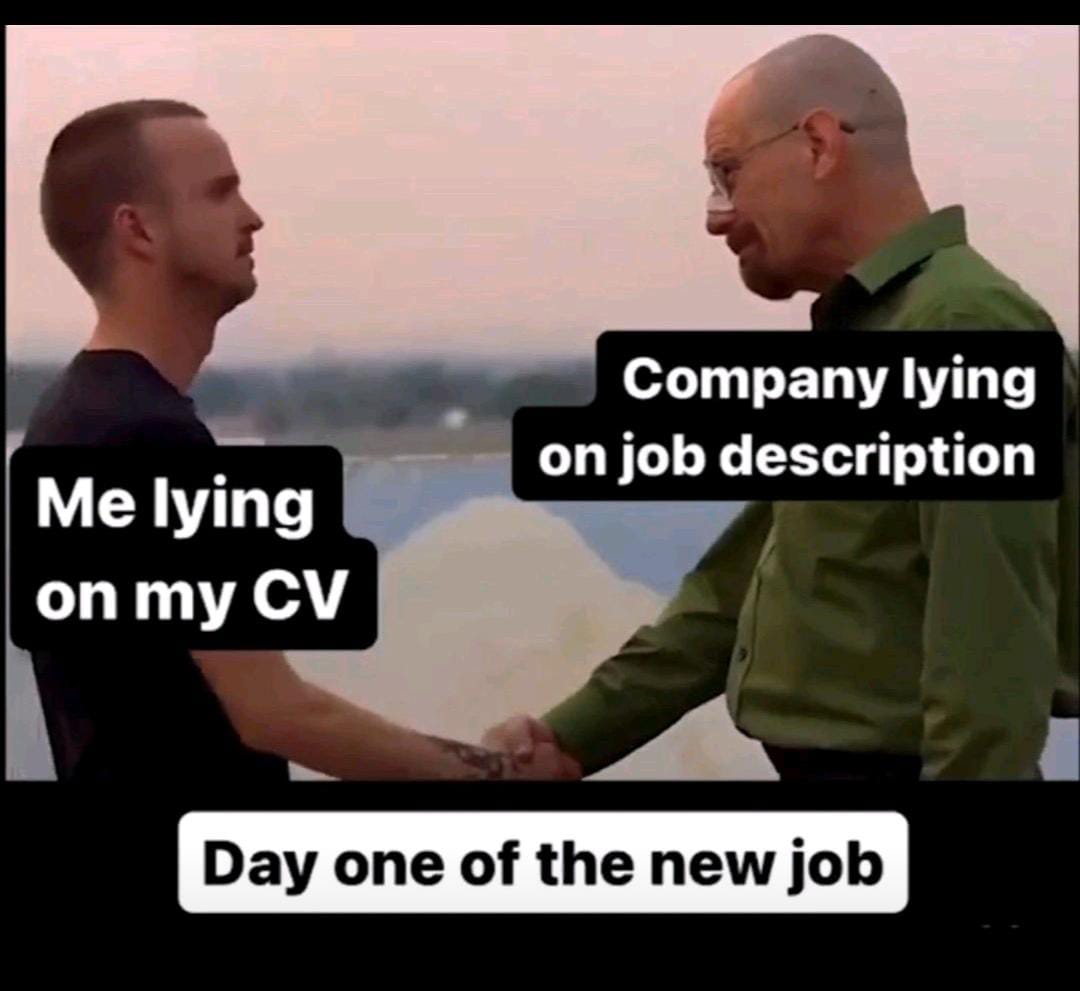 Company lying
on job description
Me lying
on my CV
Day one of the new job